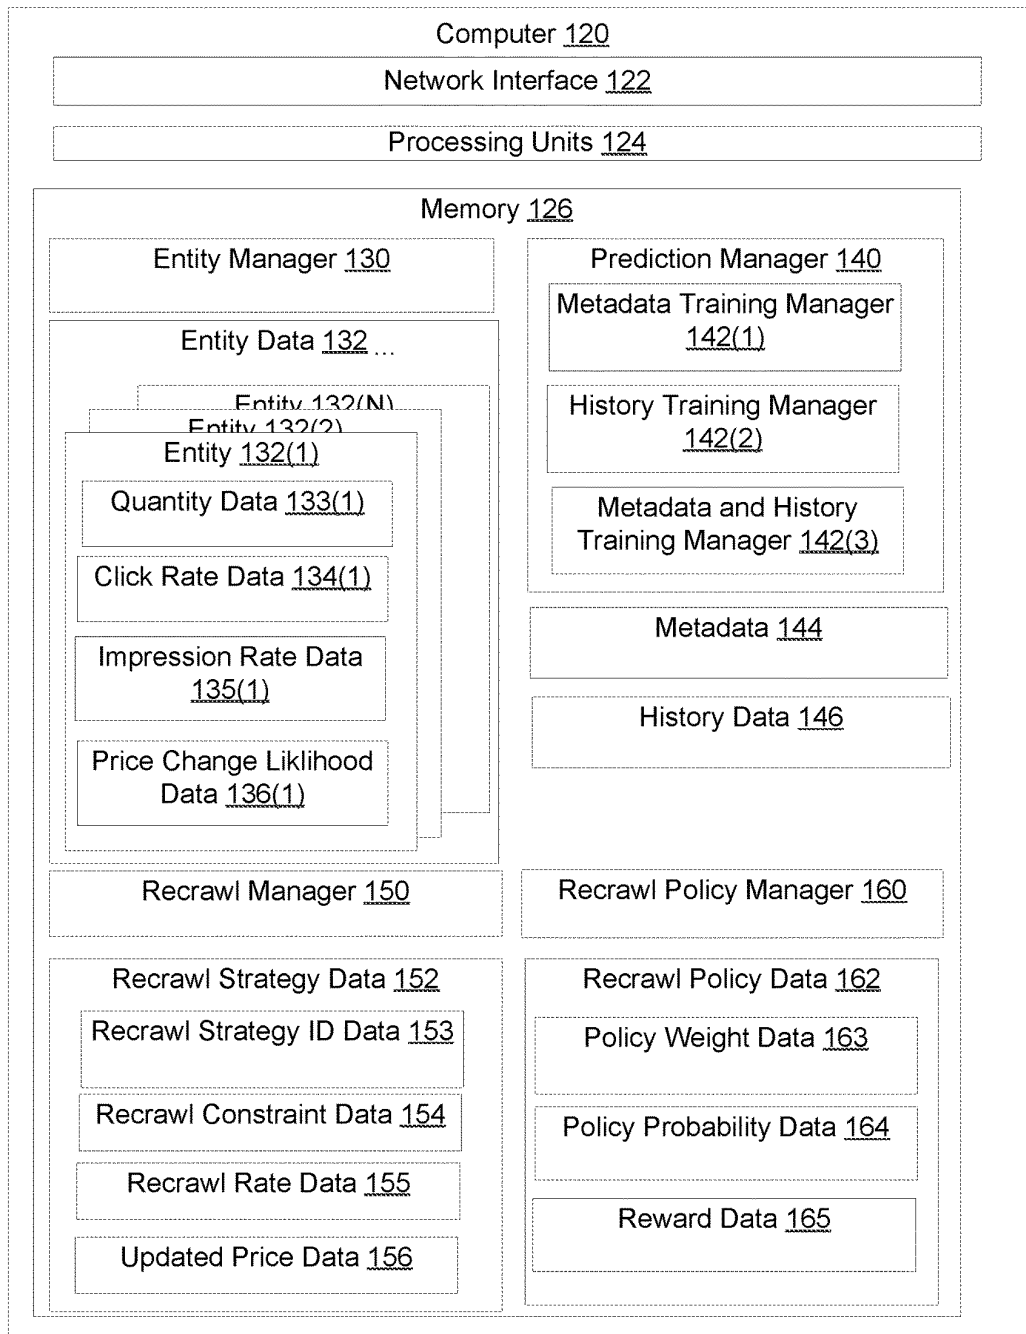 Computer 120
Network Interface 122
Processing Units 124
Memory 126
Entity Manager 130
Entity Data 132 ...
Entity 132(N)
Entity 132(2)
Entity 132(1)
Quantity Data 133(1)
Click Rate Data 134(1)
Impression Rate Data
135(1)
Price Change Liklihood
Data 136(1)
Prediction Manager 140
Metadata Training Manager
142(1)
History Training Manager
142(2)
Metadata and History
Training Manager 142(3)
Metadata 144
History Data 146
Recrawl Manager 150
Recrawl Policy Manager 160
Recrawl Strategy Data 152
Recrawl Strategy ID Data 153
Recrawl Constraint Data 154
Recrawl Rate Data 155
Updated Price Data 156
Recrawl Policy Data 162
Policy Weight Data 163
Policy Probability Data 164
Reward Data 165